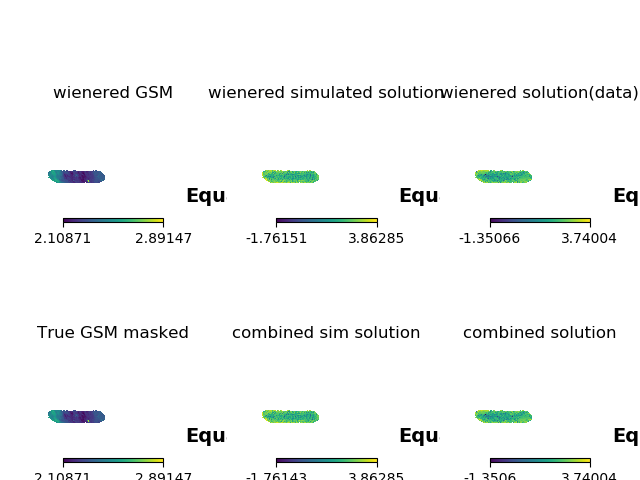 wienered GSM
wienered simulated solution
wienered solution(data)
Equ
Equ
Eq
2.10871 2.89147
-1.76151 3.86285
-1.35066 3.74004
True GSM masked
combined sim solution
combined solution
Equ
Equ
Eq
2.10871 2.89147
-1.76143 3.86285
-1.3506 3.74004